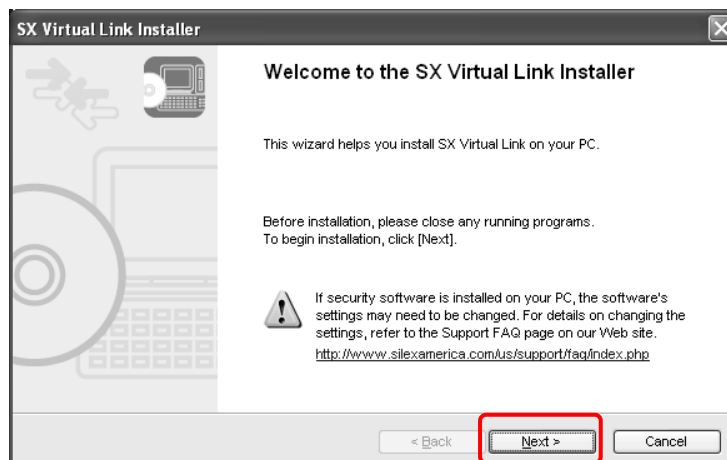 SX Virtual Link Installer
Welcome to the SX Virtual Link Installer
This wizard helps you install SX Virtual Link on your PC.
Before installation, please close any running programs.
To begin installation, click [Next].
If security software is installed on your PC, the software's
settings may need to be changed. For details on changing the
settings, refer to the Support FAQ page on our Web site.
http://www.silexamerica.com/us/support/faq/index.php
< Back Next > Cancel